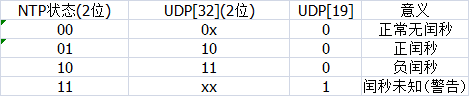 NTP状态(2位) UDP[32](2位) UDP[19] 意义
00 0x 0 正常无闰秒
01 10 0 正闰秒
10 11 0 负闰秒
11 xx 1 闰秒未知(警告)